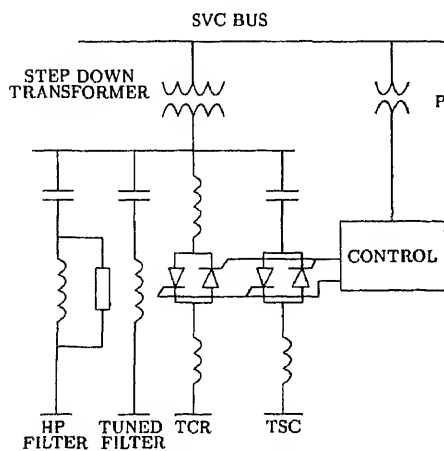 SVC BUS
STEP DOWN
TRANSFORMER
P
CONTROL
HP
FILTER
TUNED
FILTER
TCR
TSC